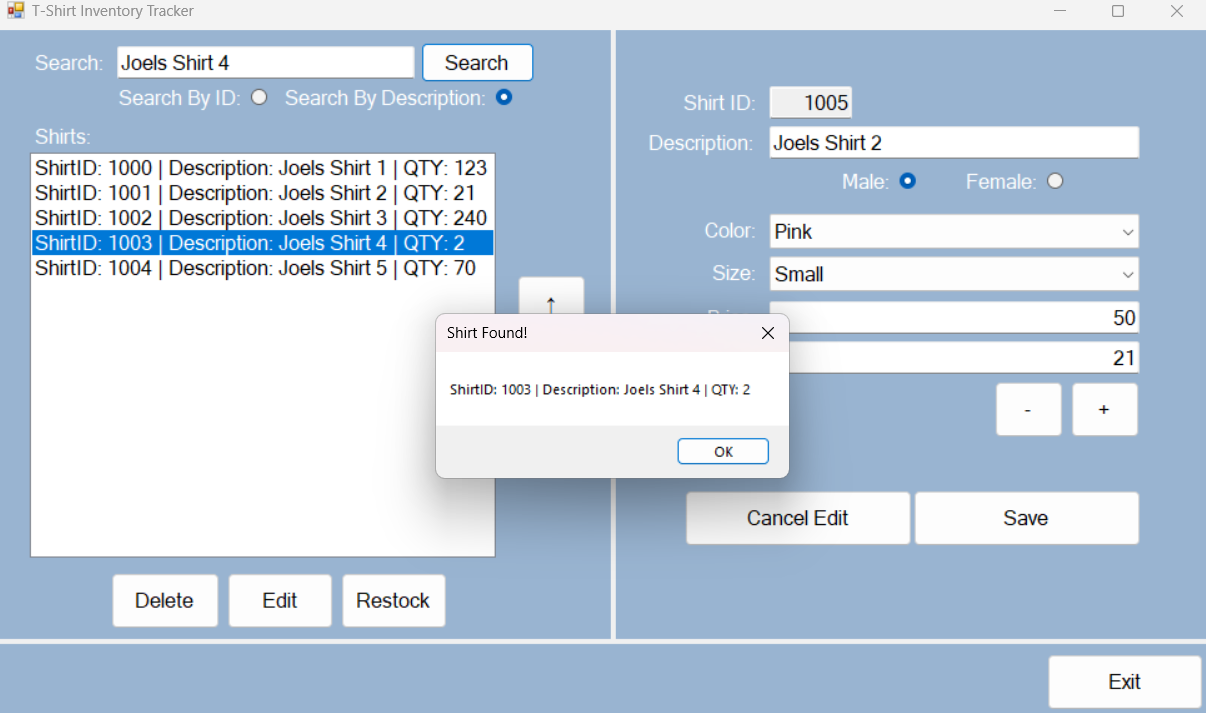 T-Shirt Inventory Tracker
Search: Joels Shirt 4 Search
Search By ID: Search By Description:
Shirts:
ShirtID: 1000 | Description: Joels Shirt 1 | QTY: 123
ShirtID: 1001 | Description: Joels Shirt 2 | QTY: 21
ShirtID: 1002 | Description: Joels Shirt 3 | QTY: 240
ShirtID: 1003 | Description: Joels Shirt 4 | QTY: 2
ShirtID: 1004 | Description: Joels Shirt 5 | QTY: 70
↑
Delete Edit Restock
Shirt ID: 1005
Description: Joels Shirt 2
Male: Female:
Color: Pink
Size: Small
50
21
- +
Cancel Edit Save
Shirt Found!
ShirtID: 1003 | Description: Joels Shirt 4 | QTY: 2
OK
Exit